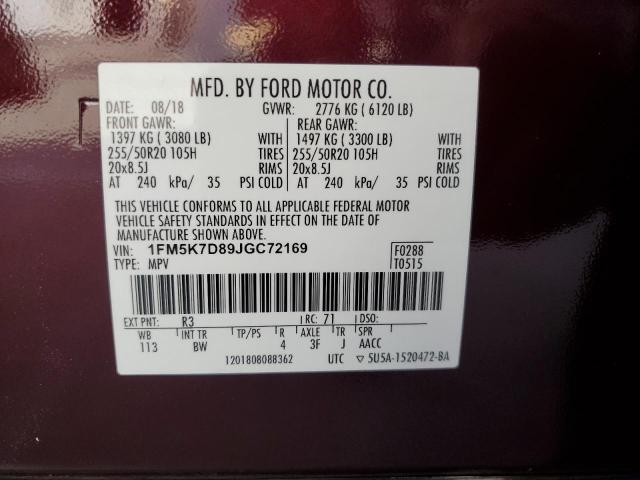 MFD. BY FORD MOTOR CO.
DATE: 08/18 GVWR: 2776 KG ( 6120 LB)
FRONT GAWR: REAR GAWR:
1397 KG ( 3080 LB) WITH 1497 KG ( 3300 LB) WITH
255/50R20 105H TIRES 255/50R20 105H TIRES
20x8.5J RIMS 20x8.5J RIMS
AT 240 kPa/ 35 PSI COLD AT 240 kPa/ 35 PSI COLD
THIS VEHICLE CONFORMS TO ALL APPLICABLE FEDERAL MOTOR
VEHICLE SAFETY STANDARDS IN EFFECT ON THE DATE OF
MANUFACTURE SHOWN ABOVE.
VIN: 1FM5K7D89JGC72169 F0288
TYPE: MPV T0515
EXT PNT: R3 RC: 71 DSO:
WB INT TR TP/PS R AXLE TR SPR
113 BW 4 3F J AACC
1201808088362 UTC ▽ 5U5A-1520472-BA